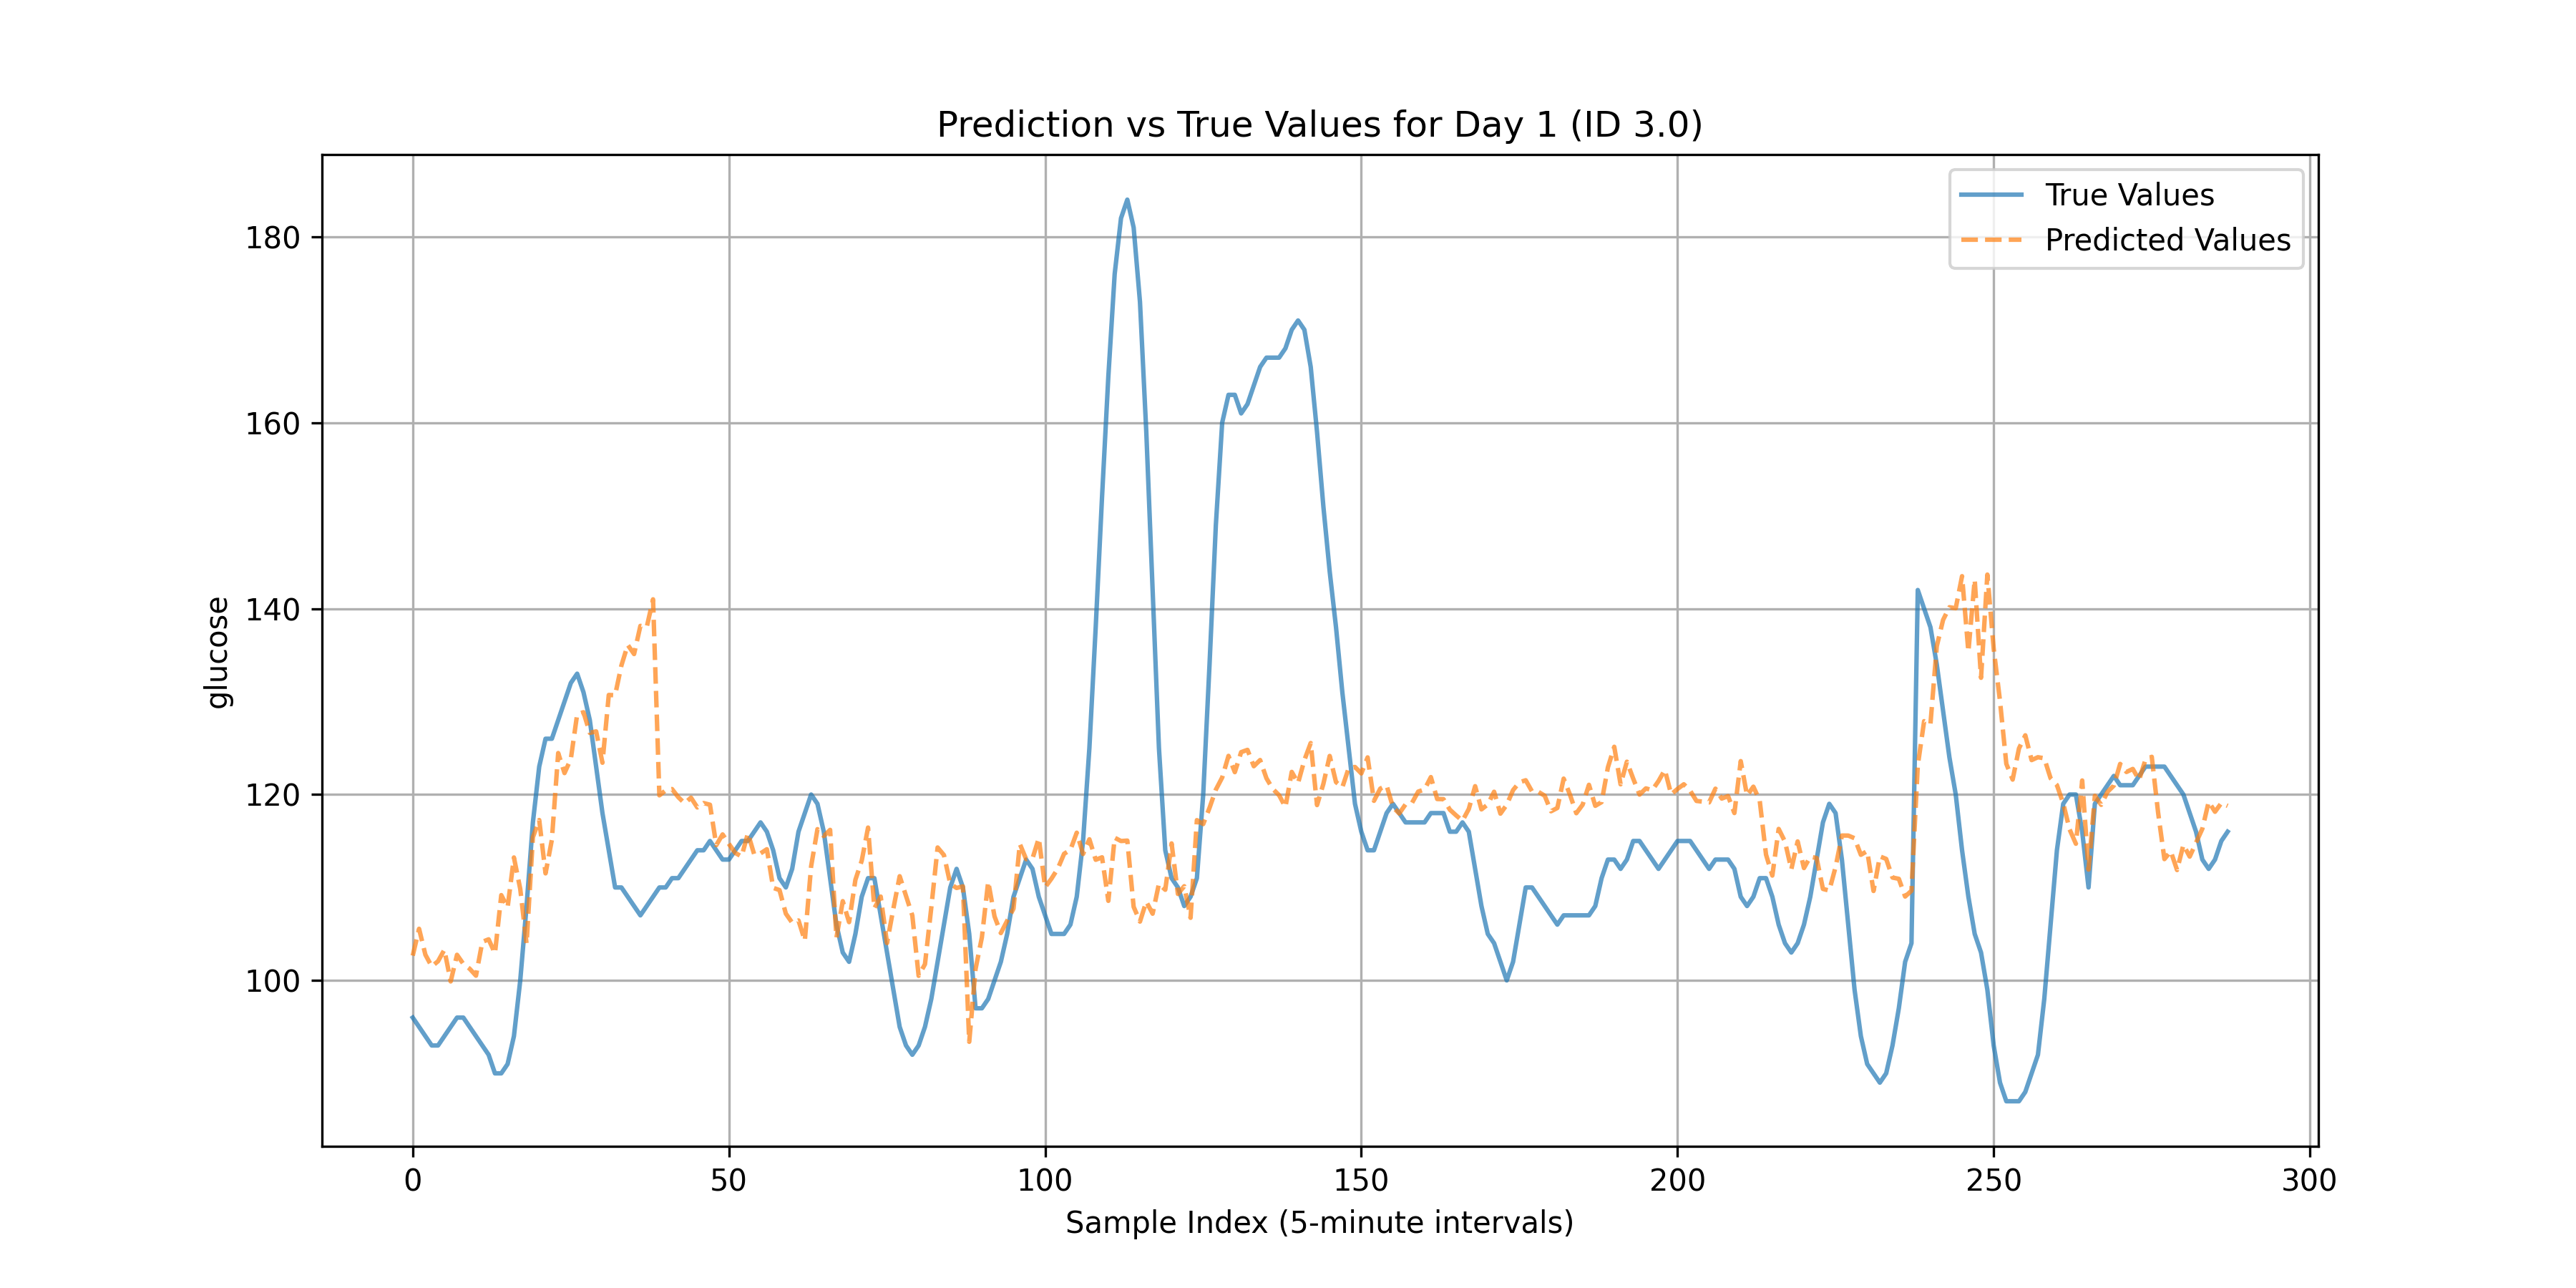 Prediction vs True Values for Day 1 (ID 3.0)
True Values
Predicted Values
180
160
140
120
100
glucose
0 50 100 150 200 250 300
Sample Index (5-minute intervals)